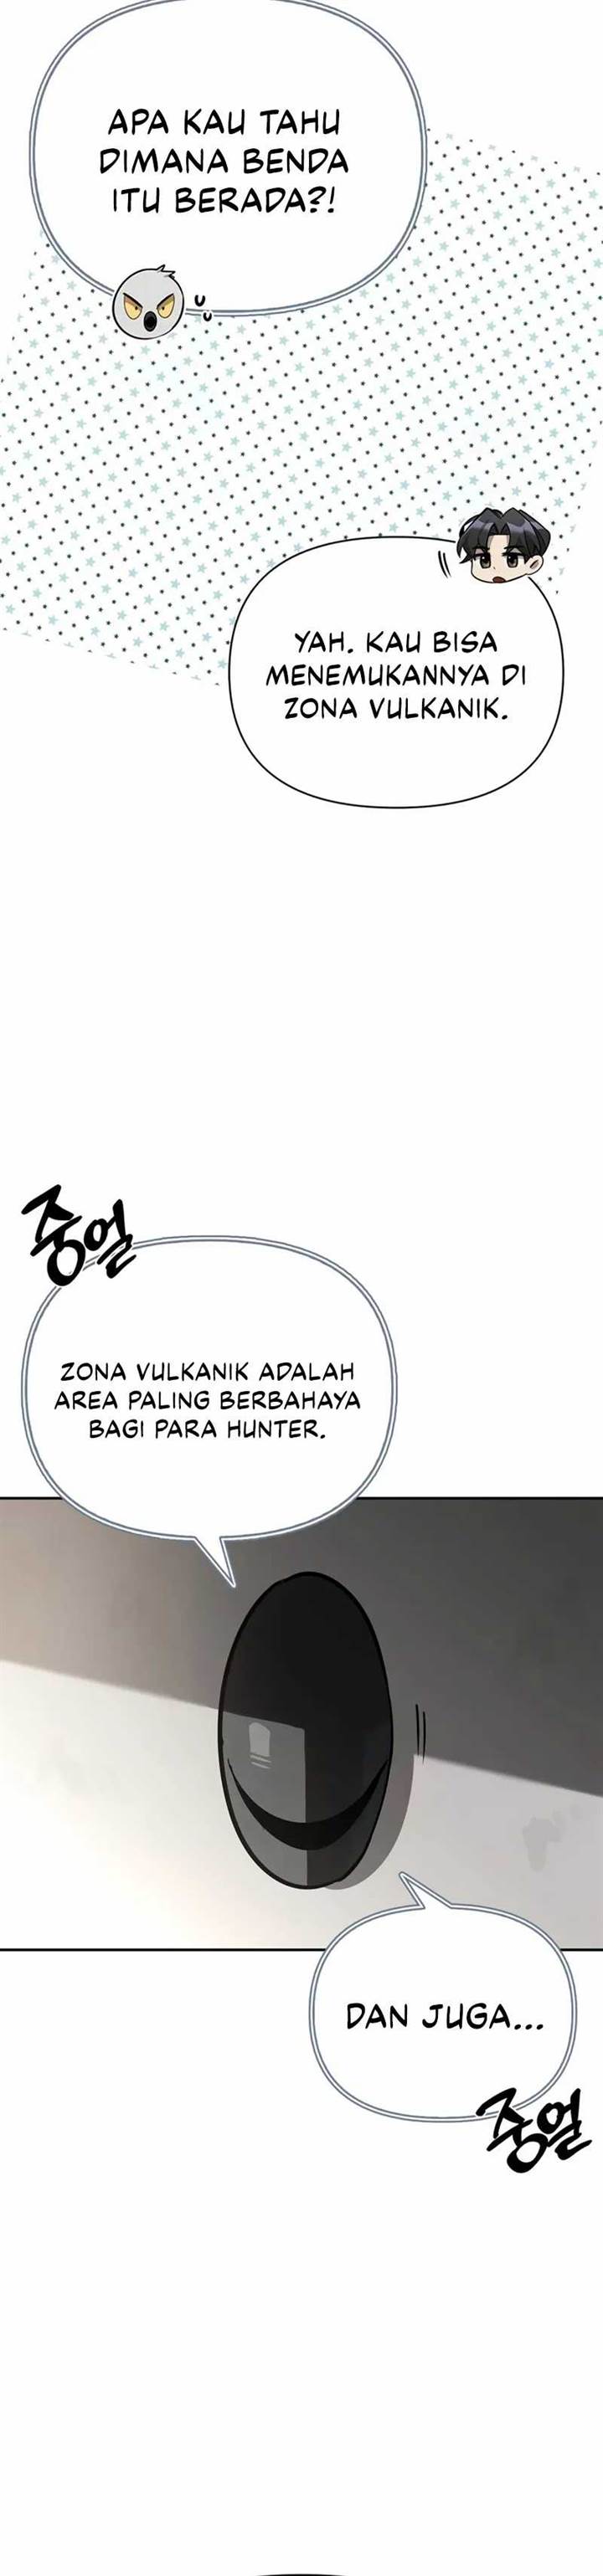 APA KAU TAHU
DIMANA BENDA
ITU BERADA?!
YAH. KAU BISA
MENEMUKANNYA DI
ZONA VULKANIK.
중얼
ZONA VULKANIK ADALAH
AREA PALING BERBAHAYA
BAGI PARA HUNTER.
DAN JUGA...
중얼